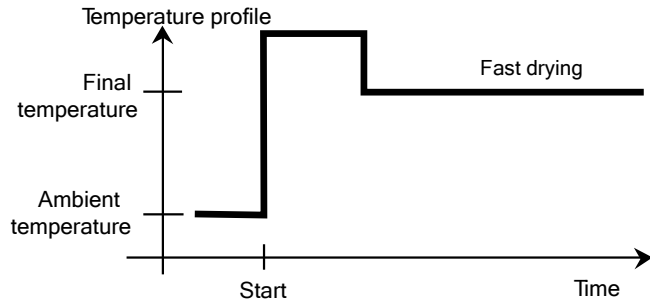 Temperature profile
Fast drying
Final
temperature
Ambient
temperature
Start
Time